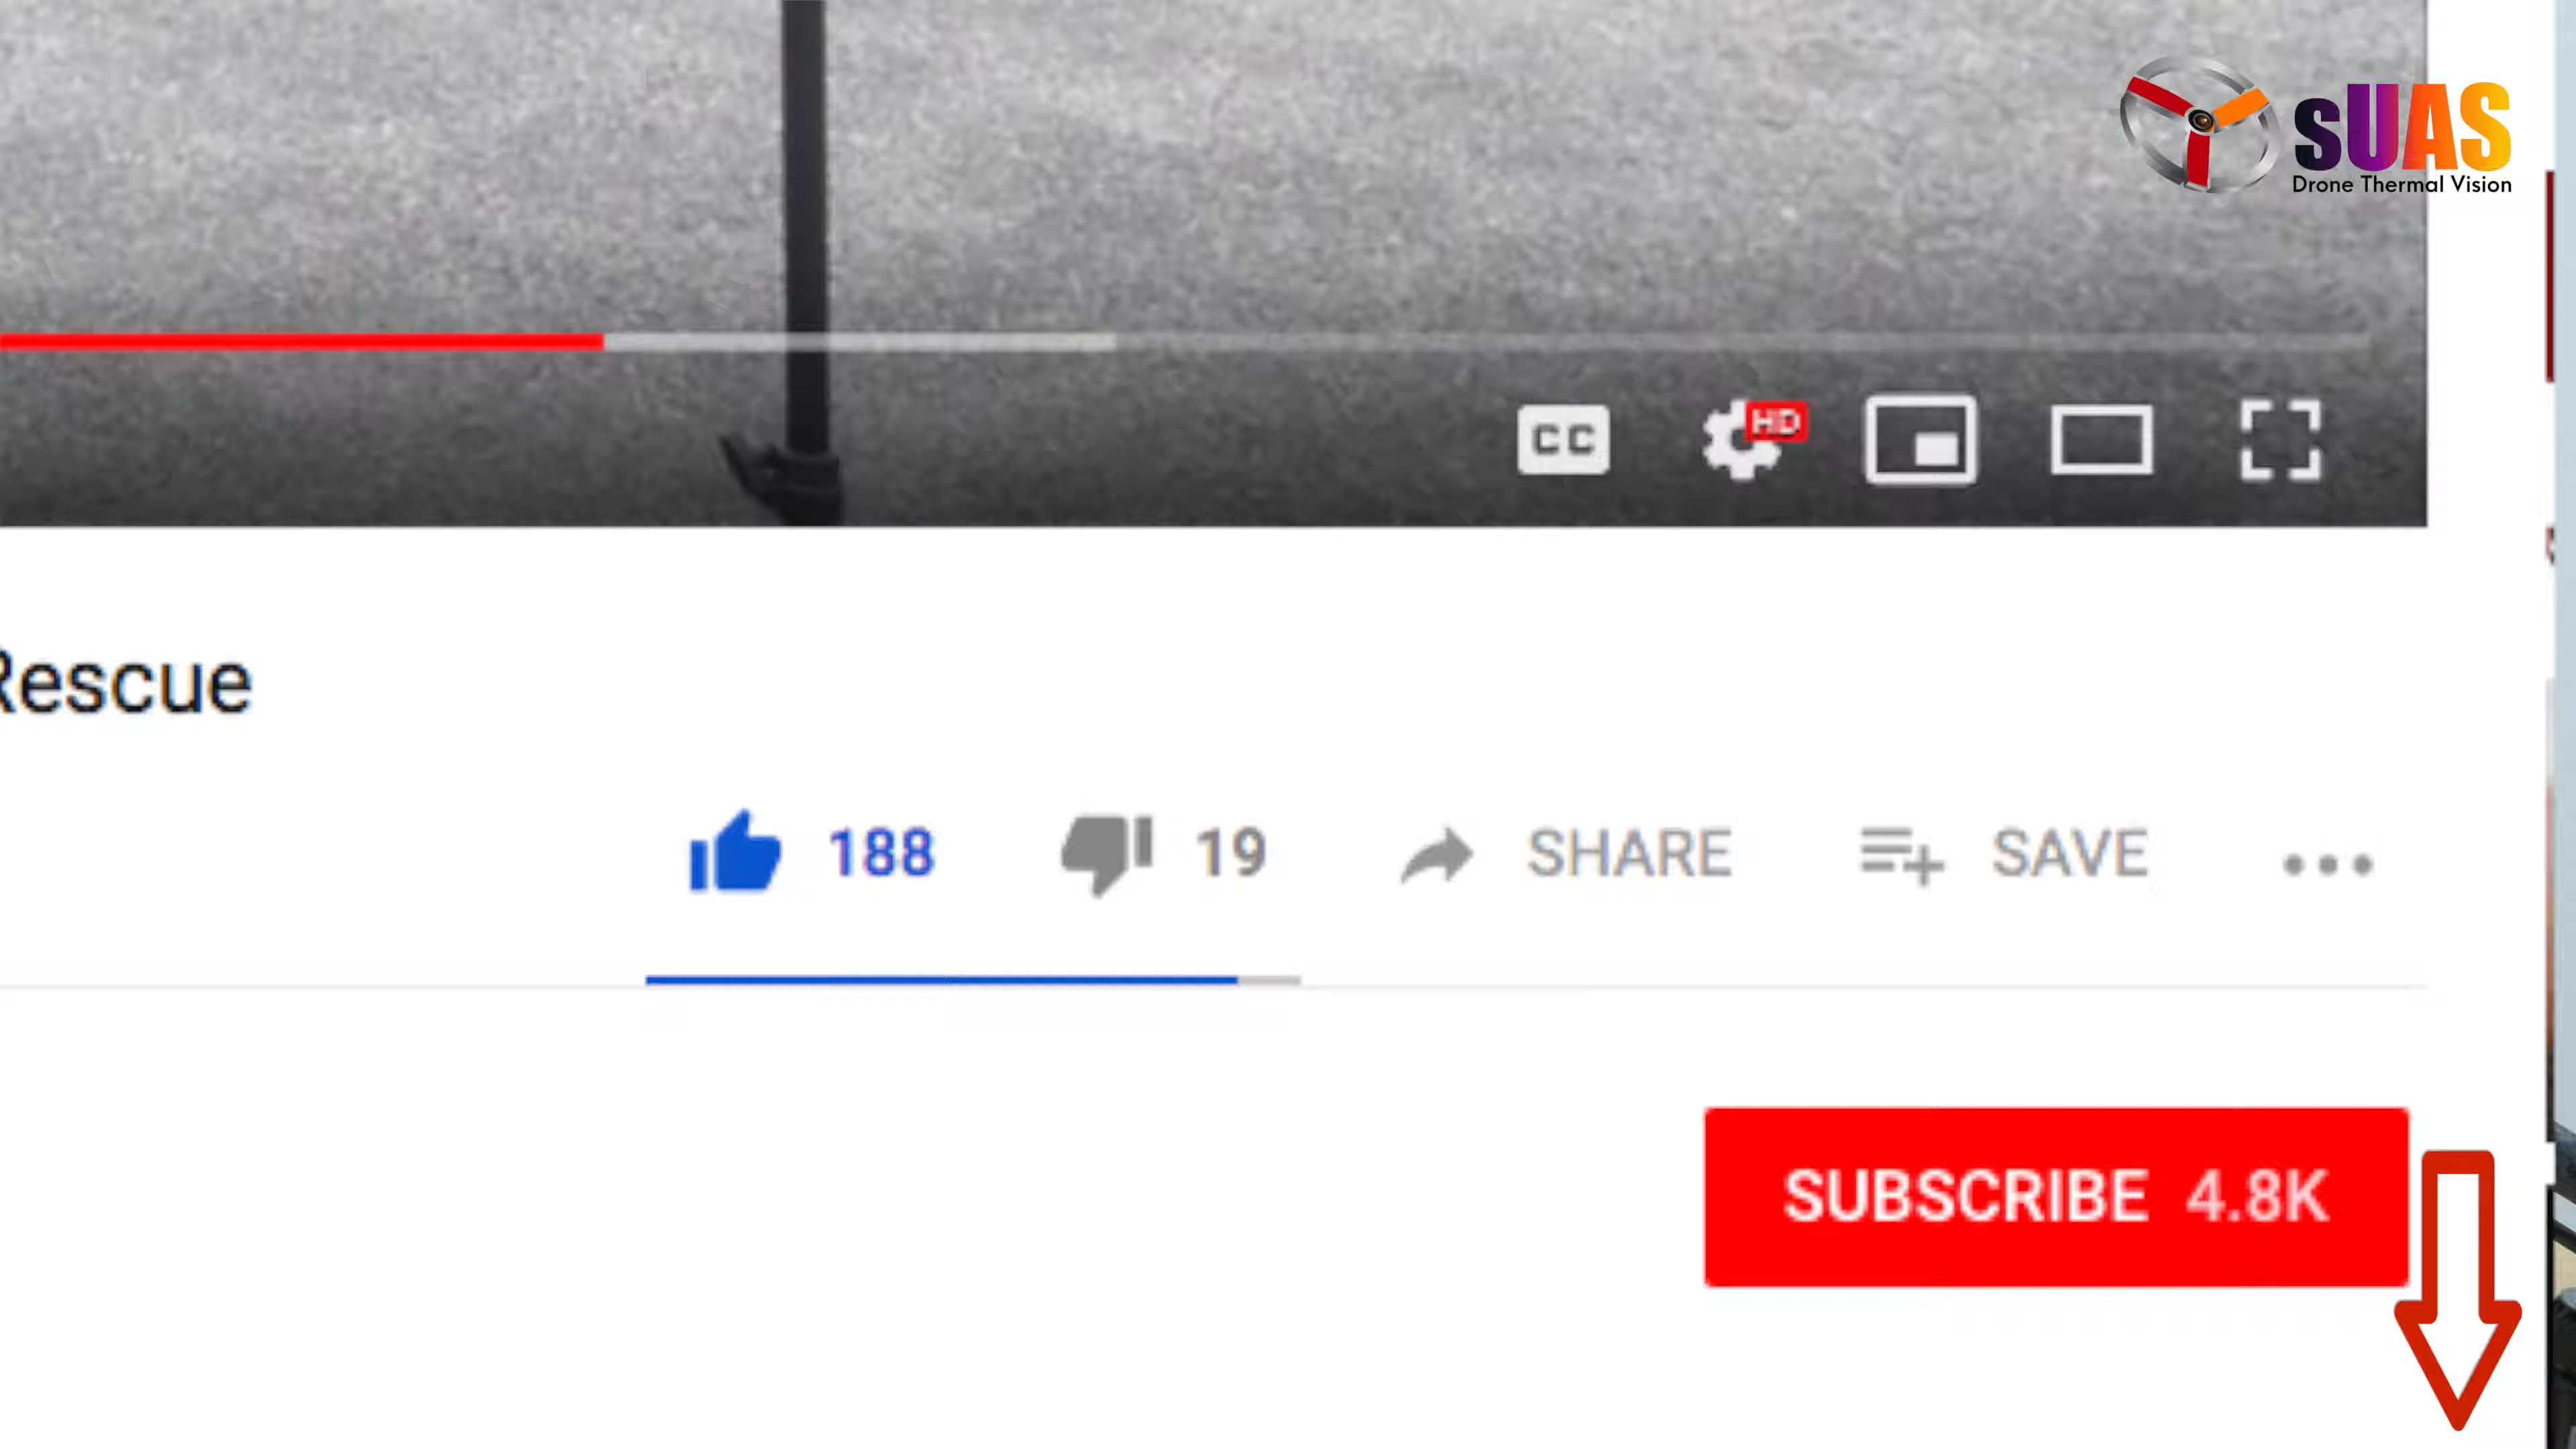 sUAS
Drone Thermal Vision
CC
HD
Rescue
188
19
SHARE
SAVE
SUBSCRIBE 4.8K